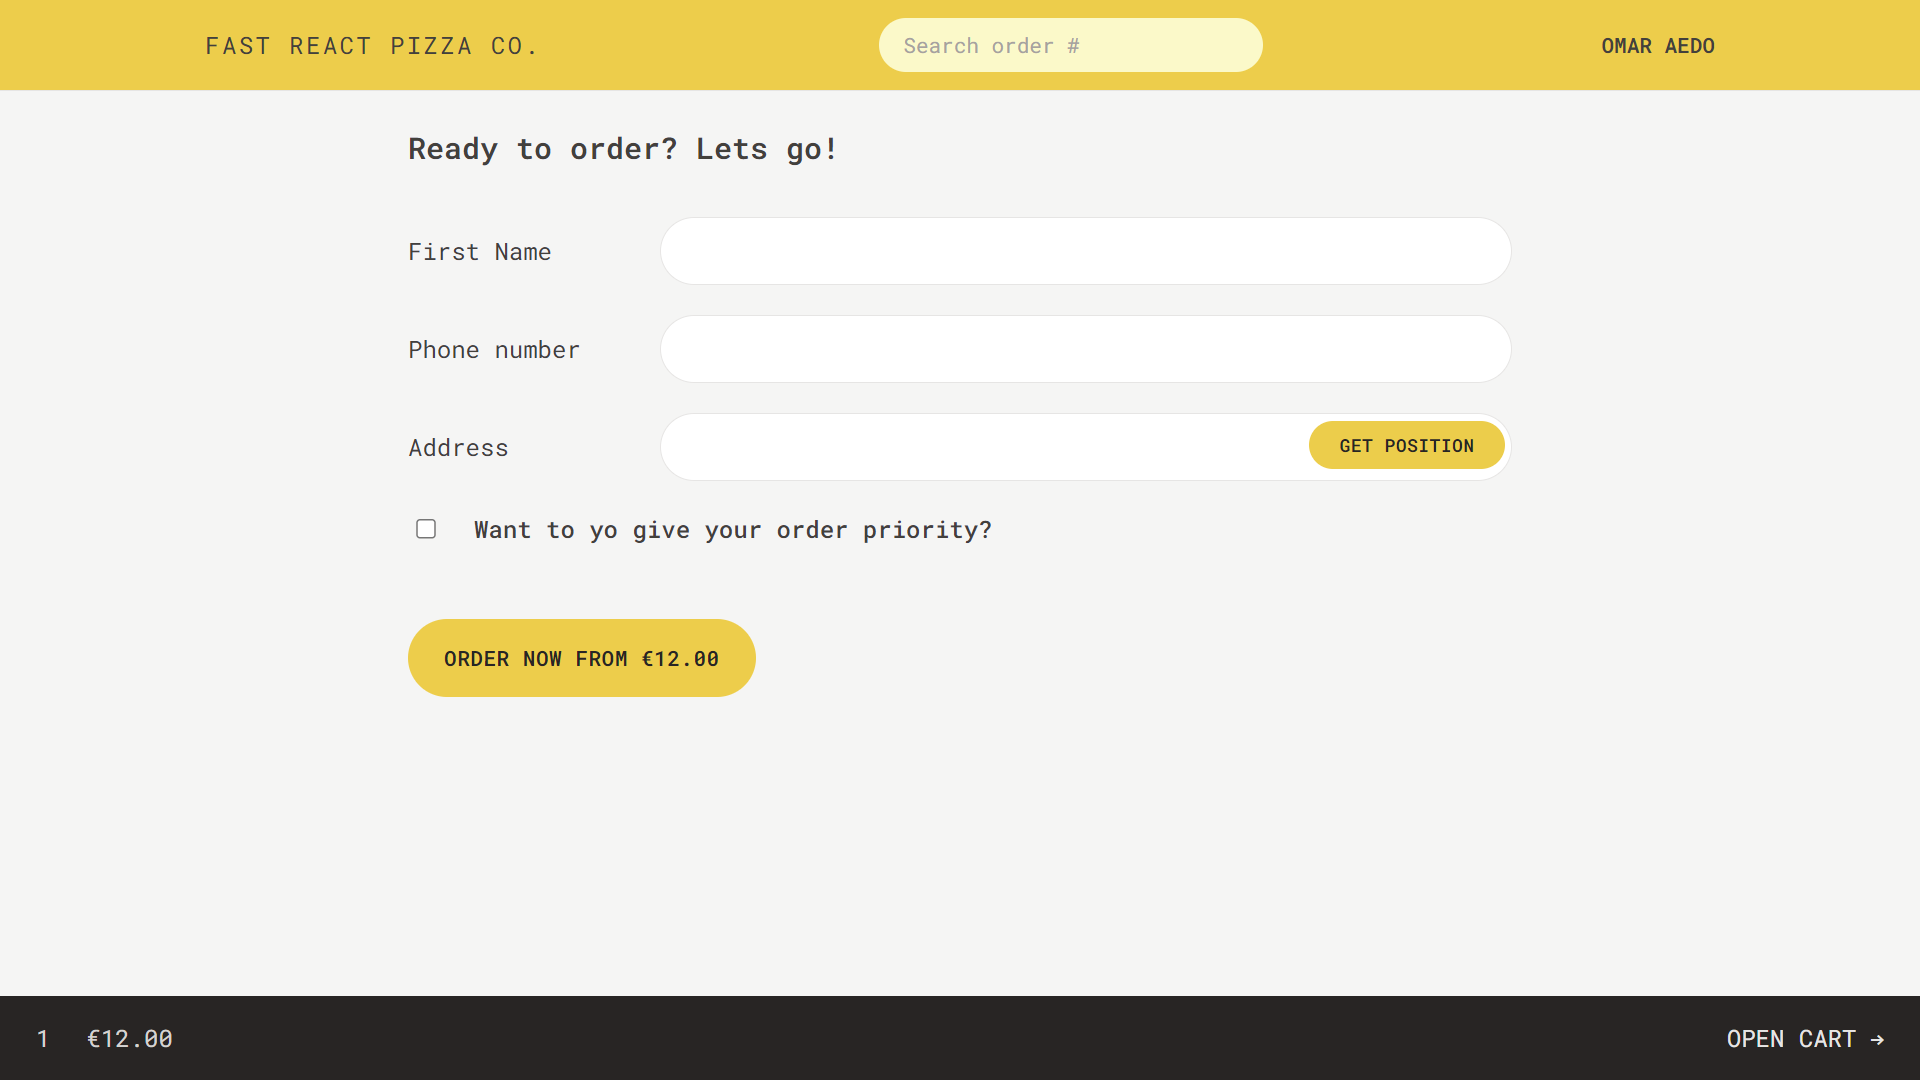 FAST REACT PIZZA CO.
Search order #
OMAR AEDO
Ready to order? Lets go!
First Name
Phone number
Address
GET POSITION
Want to yo give your order priority?
ORDER NOW FROM €12.00
1 €12.00
OPEN CART →